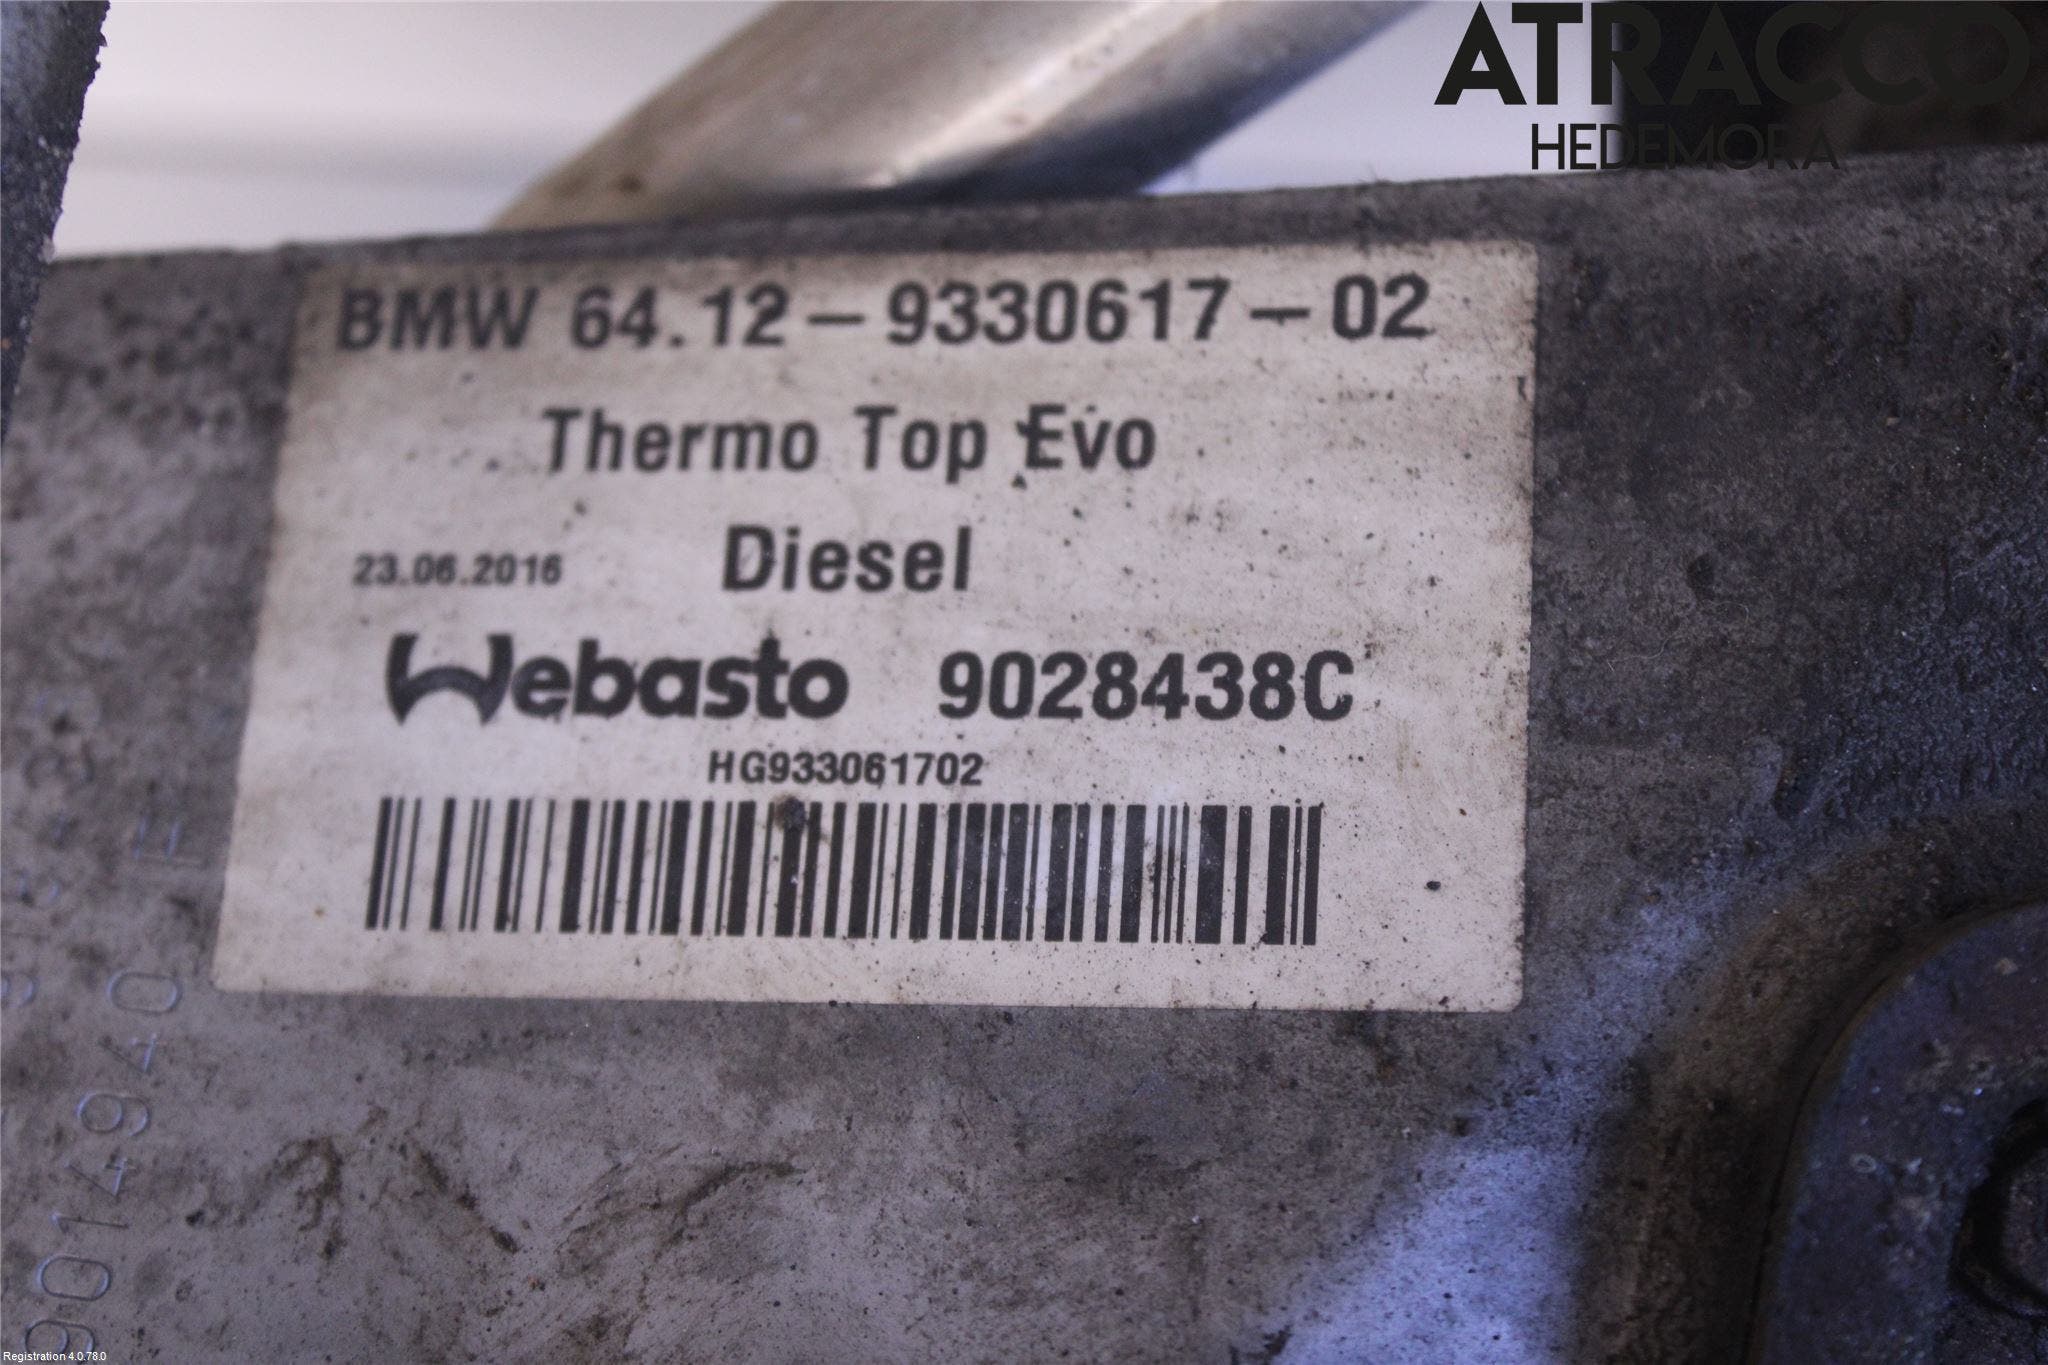 ATRACCO
HEDEMORA
BMW 64.12-9330617-02
Thermo Top Evo
Diesel
23.06.2016
Webasto 9028438C
HG933061702
9014940E
Registration 4.0.78.0